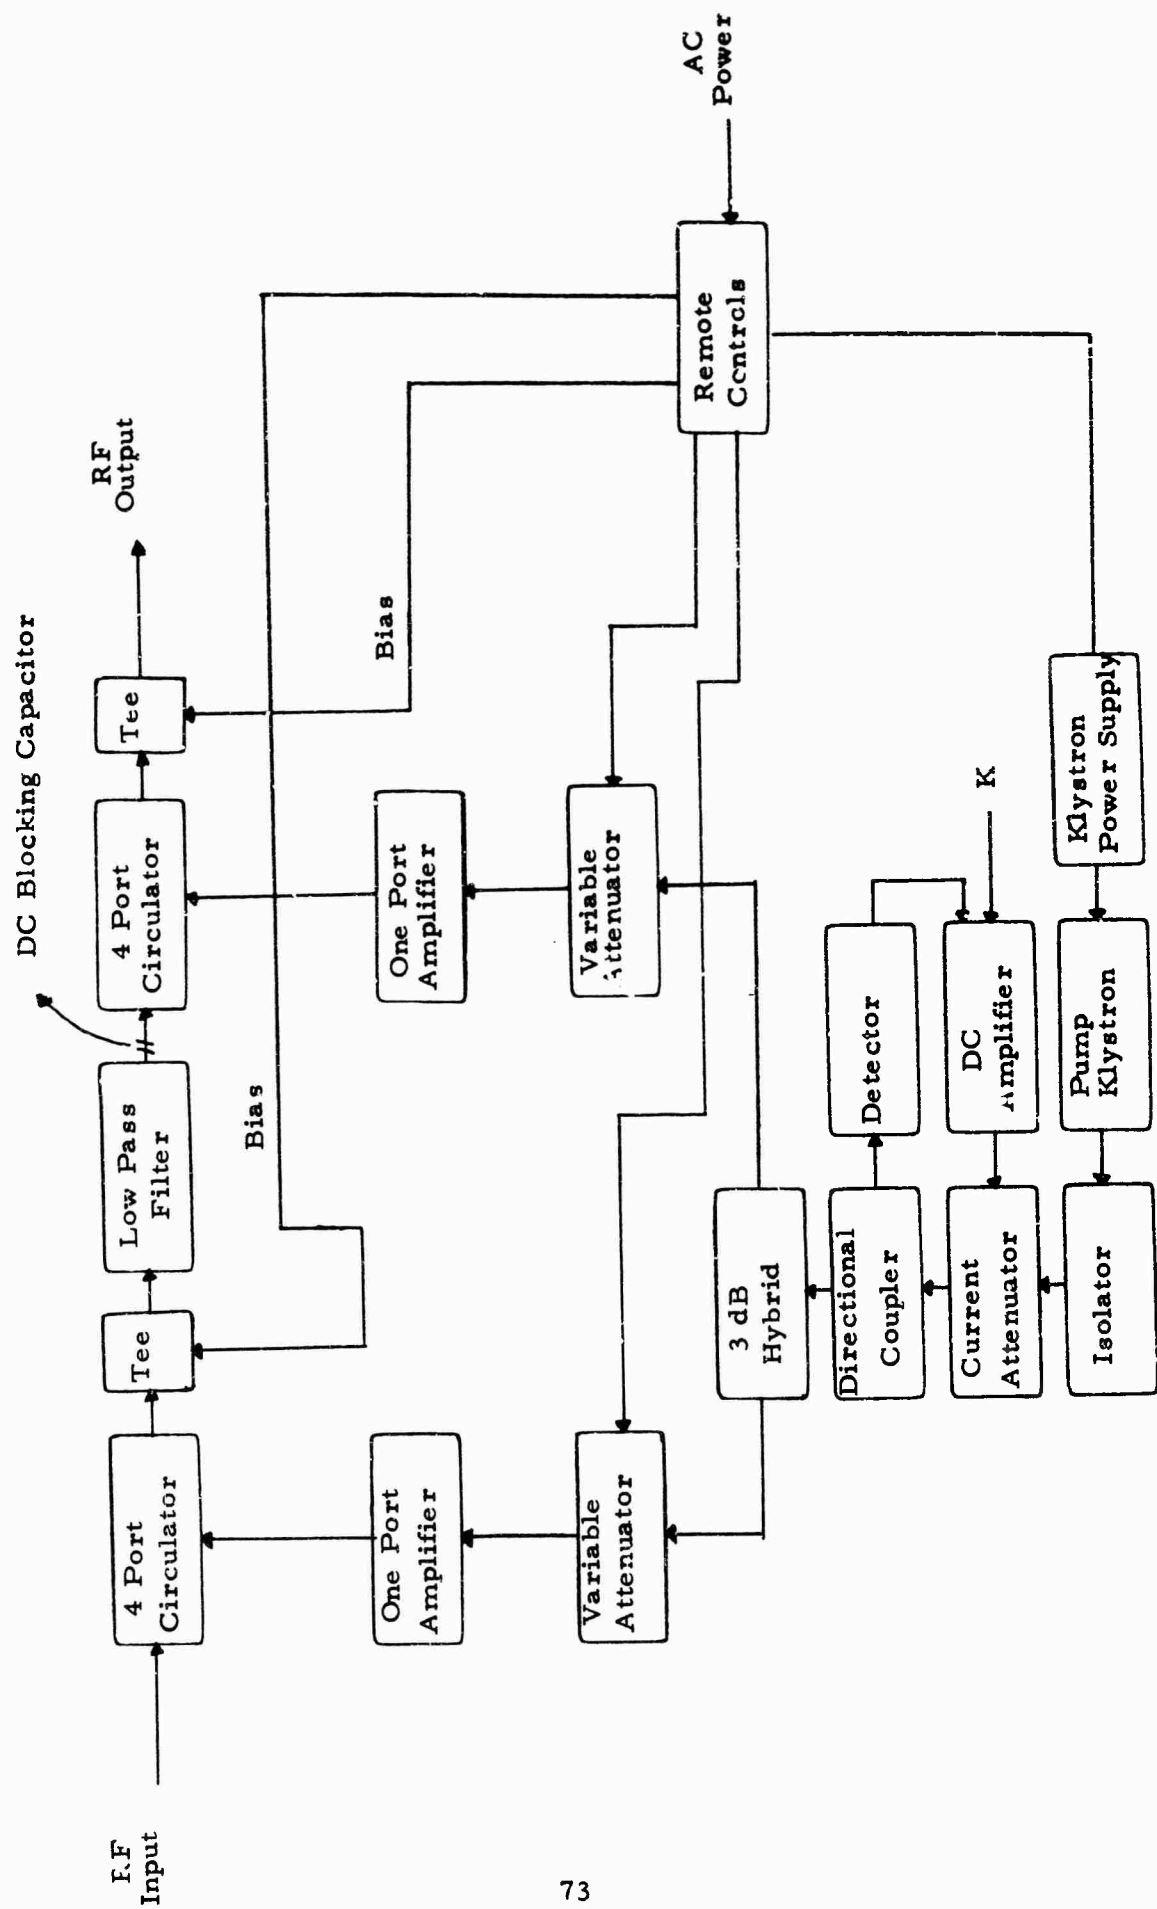 DC Blocking Capacitor
RF
Input
4 Port
Circulator
Tee
Low Pass
Filter
4 Port
Circulator
Tee
RF
Output
Bias
Bias
One Port
Amplifier
One Port
Amplifier
Variable
Attenuator
Variable
Attenuator
Remote
Controls
AC
Power
3 dB
Hybrid
Directional
Coupler
Detector
Current
Attenuator
DC
Amplifier
K
Isolator
Pump
Klystron
Klystron
Power Supply
73